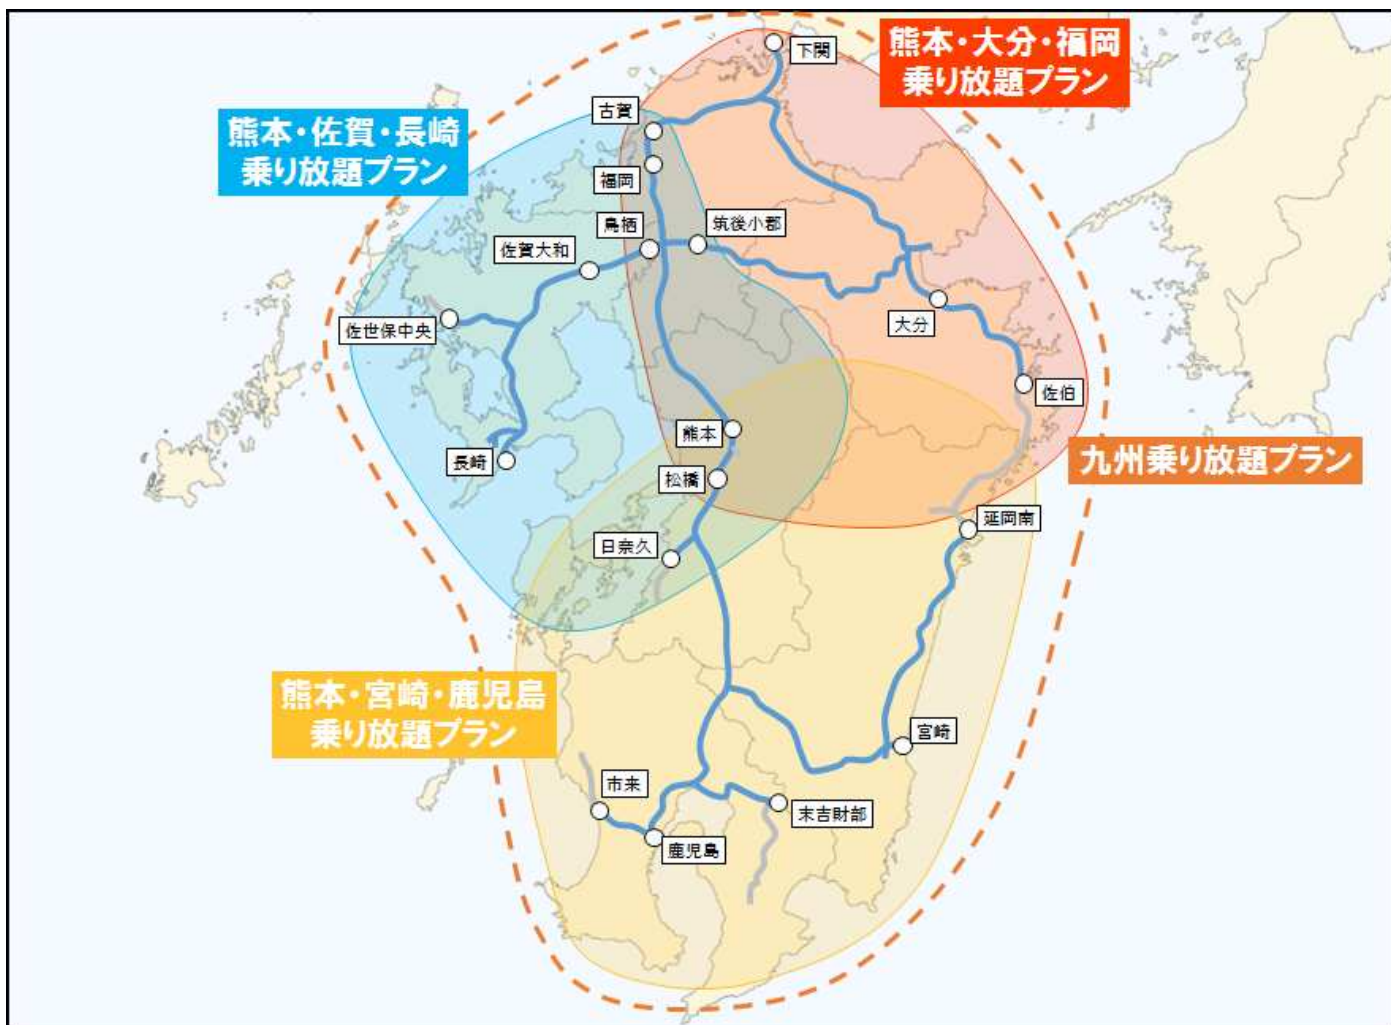 下関
熊本・大分・福岡
乗り放題プラン
古賀
熊本・佐賀・長崎
乗り放題プラン
福岡
鳥栖
筑後小郡
佐賀大和
佐世保中央
大分
佐伯
熊本
長崎
松橋
九州乗り放題プラン
延岡南
日奈久
熊本・宮崎・鹿児島
乗り放題プラン
宮崎
市来
末吉財部
鹿児島